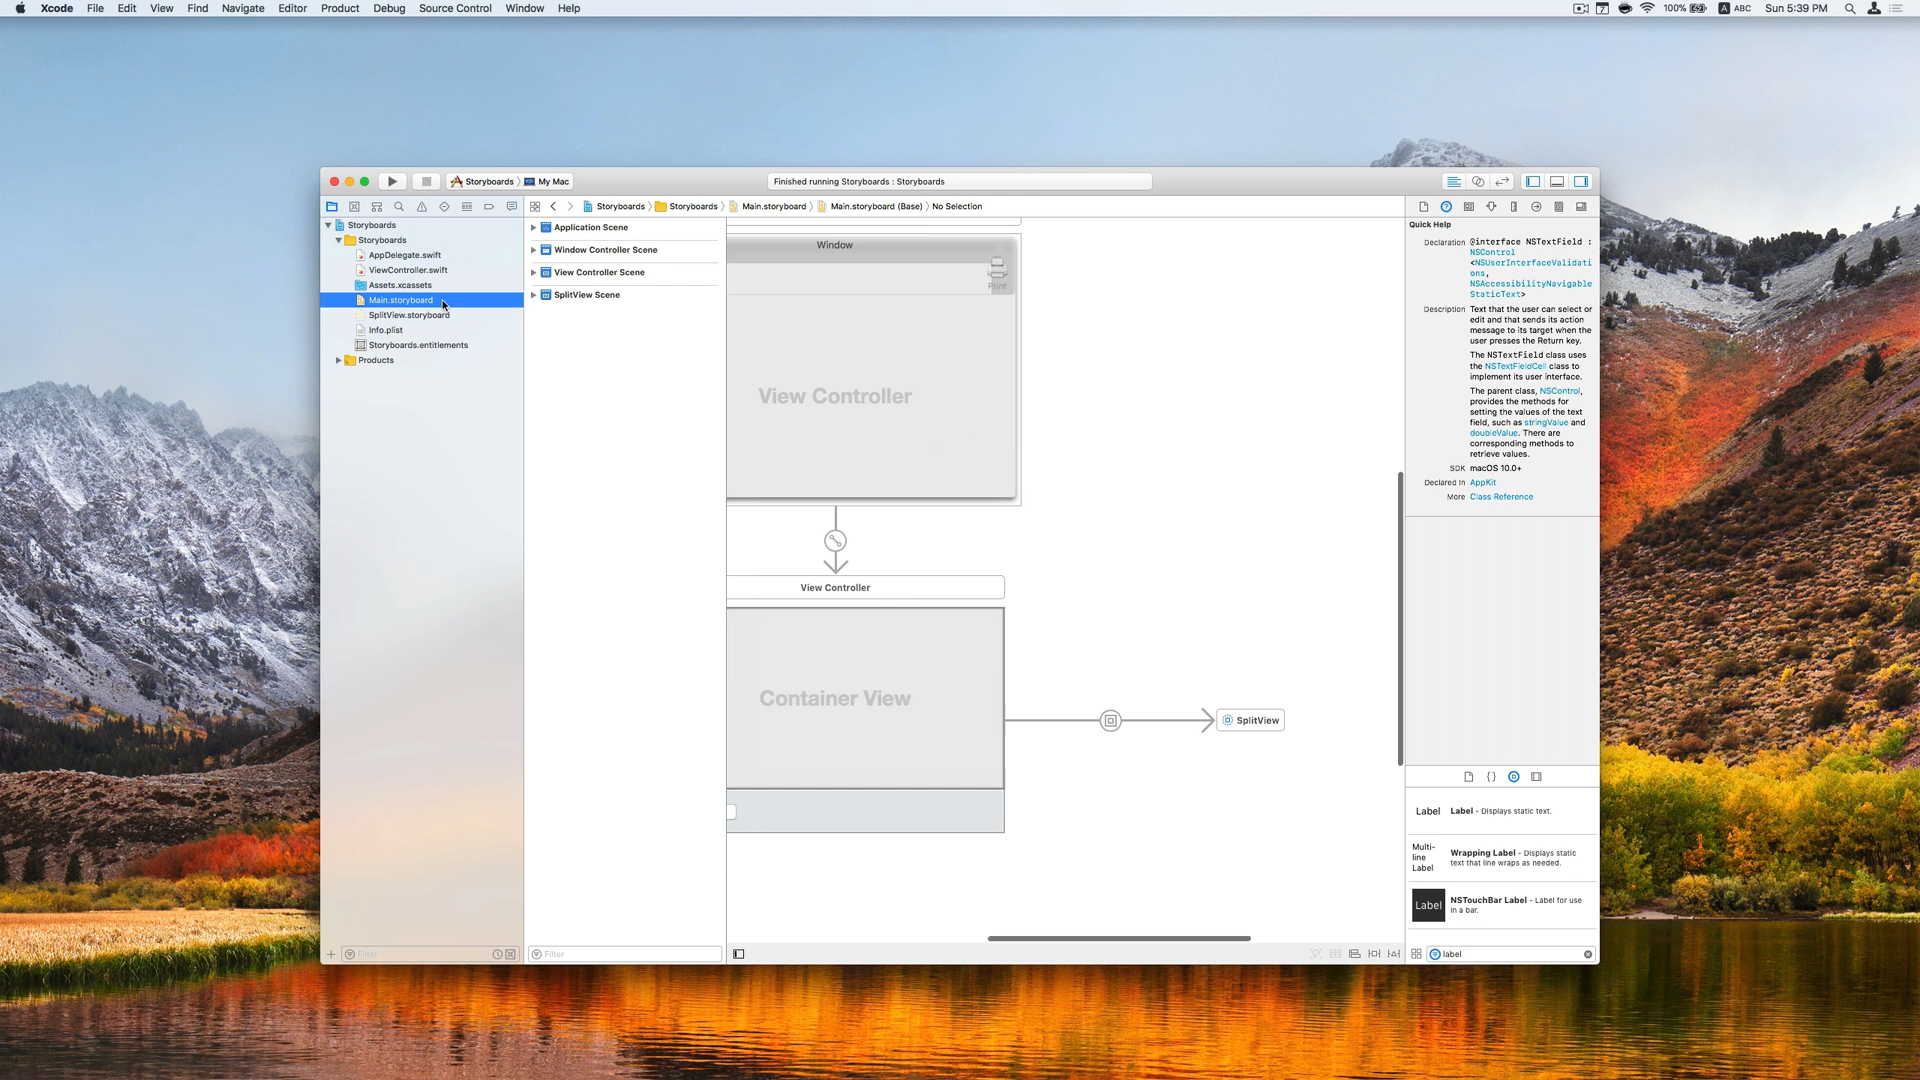 Xcode File Edit View Find Navigate Editor Product Debug Source Control Window Help
7 100% A ABC Sun 5:39 PM
Storyboards My Mac
Finished running Storyboards : Storyboards
Storyboards Storyboards Main.storyboard Main.storyboard (Base) No Selection
Storyboards
Storyboards
AppDelegate.swift
ViewController.swift
Assets.xcassets
Main.storyboard
SplitView.storyboard
Info.plist
Storyboards.entitlements
Products
Filter
Application Scene
Window Controller Scene
View Controller Scene
SplitView Scene
Filter
Window
Print
View Controller
View Controller
Container View
SplitView
Quick Help
Declaration @interface NSTextField :
NSControl
<NSUserInterfaceValidati
ons,
NSAccessibilityNavigable
StaticText>
Description Text that the user can select or
edit and that sends its action
message to its target when the
user presses the Return key.
The NSTextField class uses
the NSTextFieldCell class to
implement its user interface.
The parent class, NSControl,
provides the methods for
setting the values of the text
field, such as stringValue and
doubleValue. There are
corresponding methods to
retrieve values.
SDK macOS 10.0+
Declared In AppKit
More Class Reference
{}
Label Label - Displays static text.
Multi-
line
Label
Wrapping Label - Displays static
text that line wraps as needed.
Label
NSTouchBar Label - Label for use
in a bar.
label